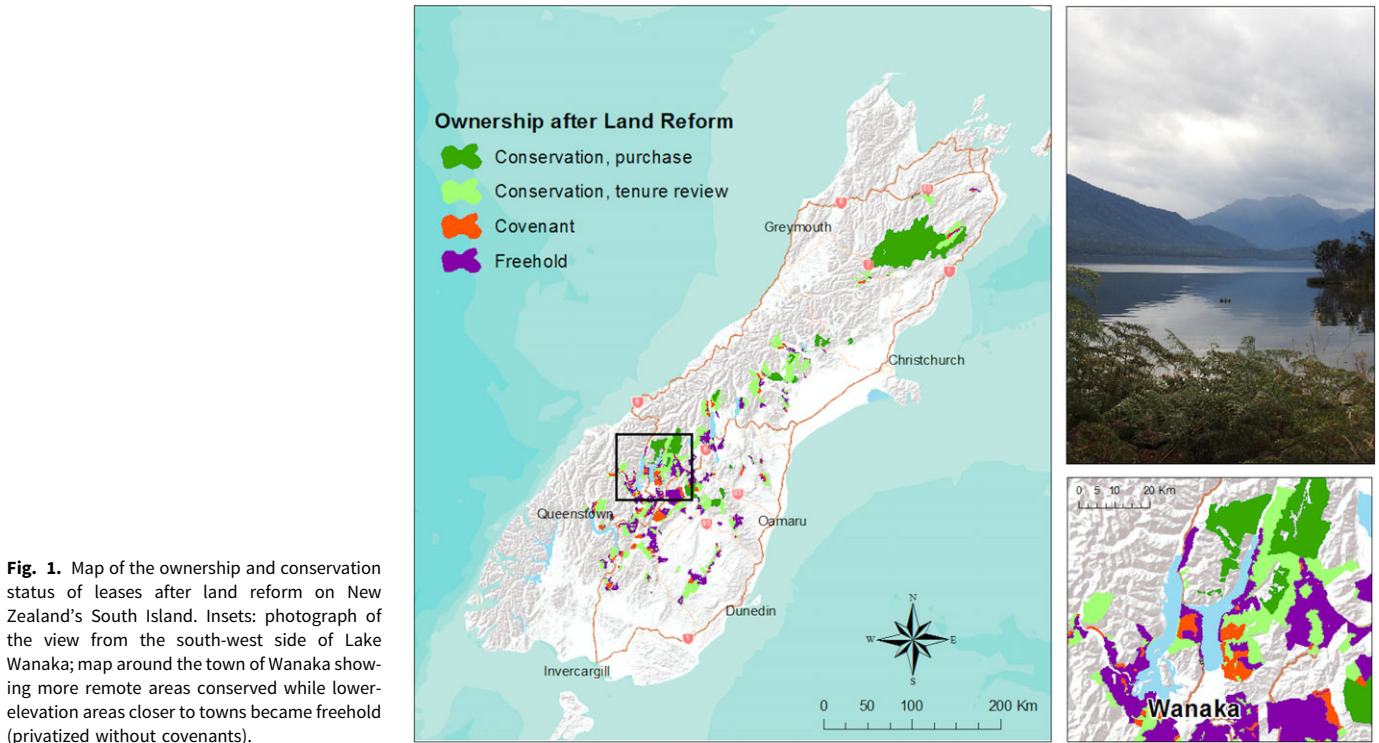 Fig. 1. Map of the ownership and conservation
status of leases after land reform on New
Zealand's South Island. Insets: photograph of
the view from the south-west side of Lake
Wanaka; map around the town of Wanaka show-
ing more remote areas conserved while lower-
elevation areas closer to towns became freehold
(privatized without covenants).
Ownership after Land Reform
Conservation, purchase
Conservation, tenure review
Covenant
Freehold
Greymouth
Christchurch
Queenstown
Oamaru
Dunedin
Invercargill
N
W
E
S
0 50 100 200 Km
0 5 10 20 Km
Wanaka